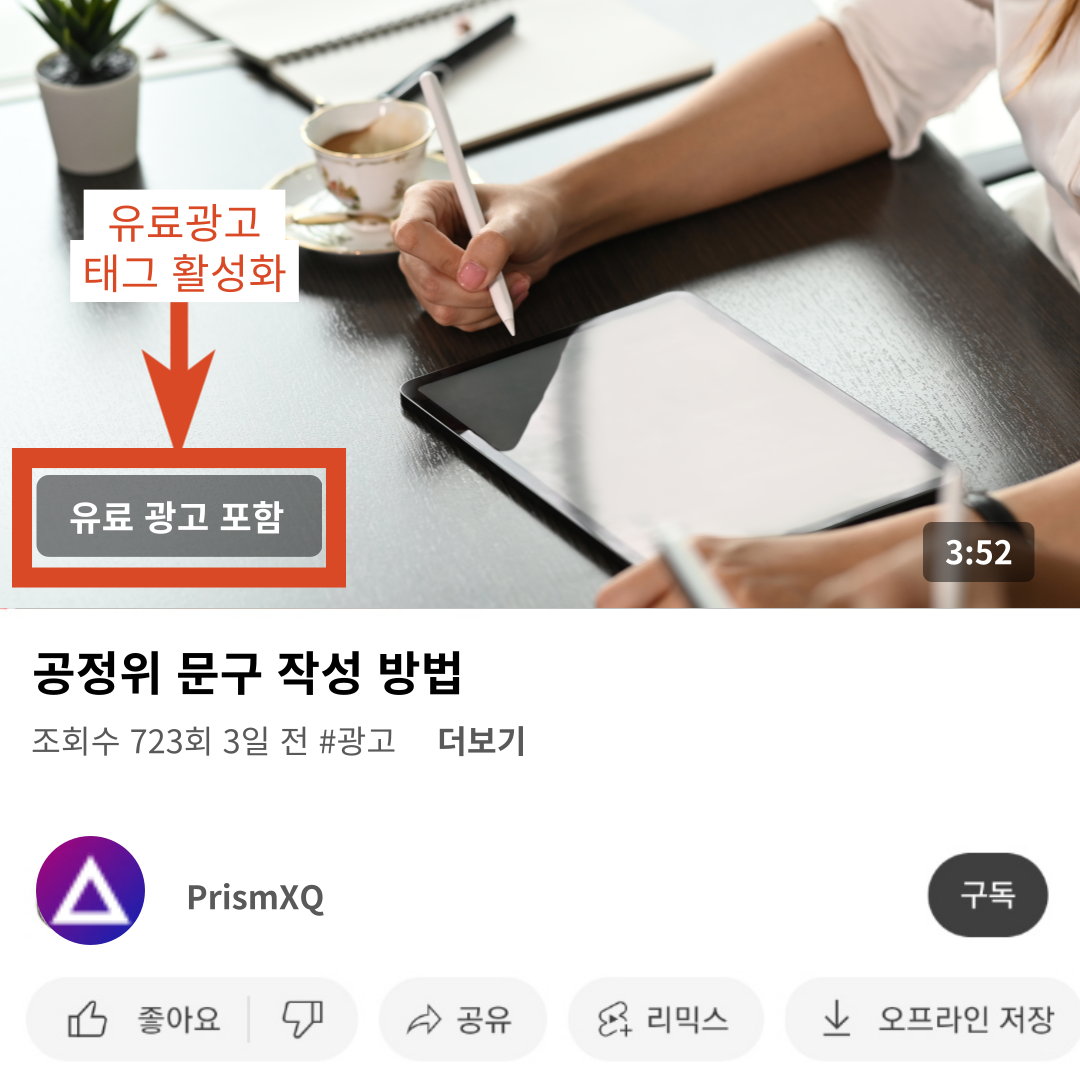 유료광고
태그 활성화
유료 광고 포함
3:52
공정위 문구 작성 방법
조회수 723회 3일 전 #광고 더보기
PrismXQ
구독
좋아요 공유 리믹스 오프라인 저장